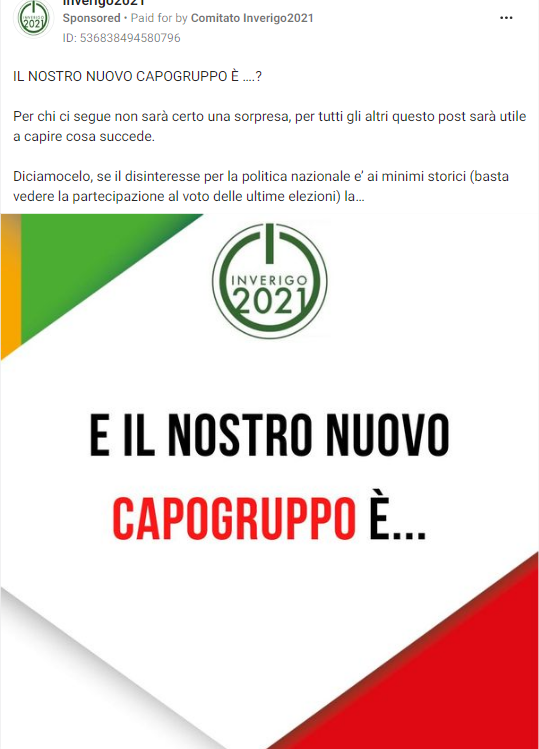 Inverigo2021
Sponsored • Paid for by Comitato Inverigo2021
ID: 536838494580796
IL NOSTRO NUOVO CAPOGRUPPO È ....?
Per chi ci segue non sarà certo una sorpresa, per tutti gli altri questo post sarà utile
a capire cosa succede.
Diciamocelo, se il disinteresse per la politica nazionale e' ai minimi storici (basta
vedere la partecipazione al voto delle ultime elezioni) la...
INVERIGO
2021
E IL NOSTRO NUOVO
CAPOGRUPPO È...